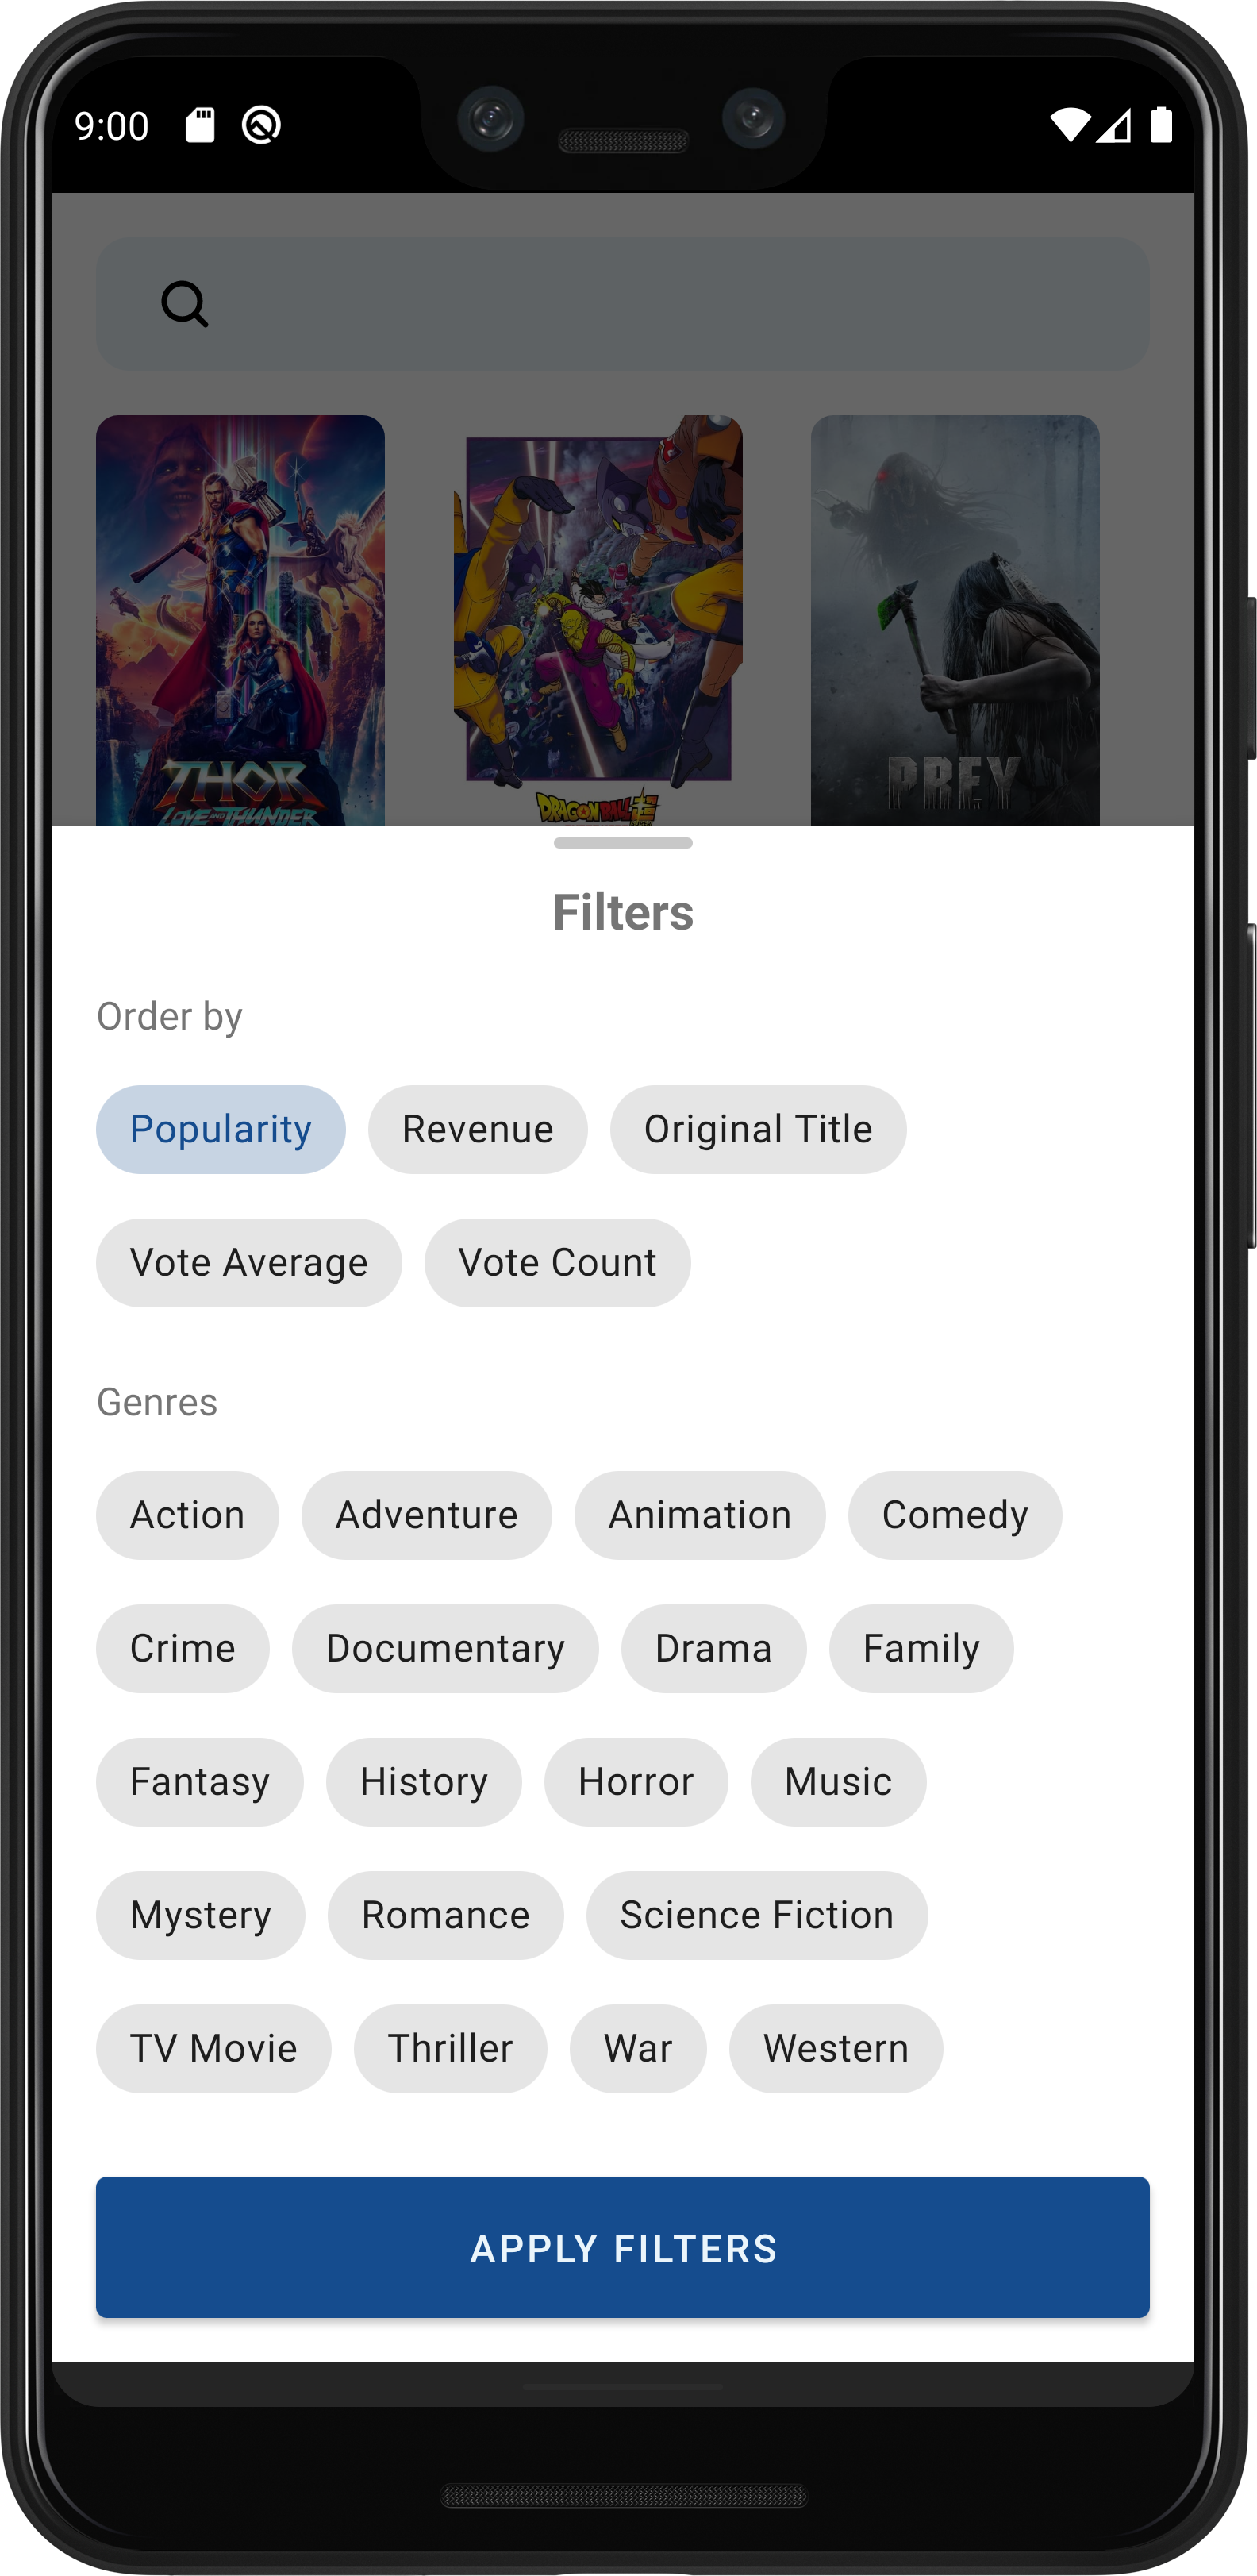 9:00
THOR
LOVE AND THUNDER
DRAGON BALL
PREY
Filters
Order by
Popularity Revenue Original Title
Vote Average Vote Count
Genres
Action Adventure Animation Comedy
Crime Documentary Drama Family
Fantasy History Horror Music
Mystery Romance Science Fiction
TV Movie Thriller War Western
APPLY FILTERS